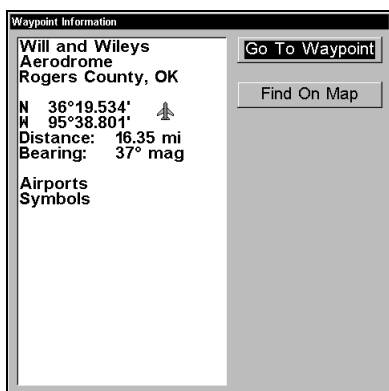 Waypoint Information
Will and Wileys
Aerodrome
Rogers County, OK
N 36°19.534'
W 95°38.801'
Distance: 16.35 mi
Bearing: 37° mag
Airports
Symbols
Go To Waypoint
Find On Map